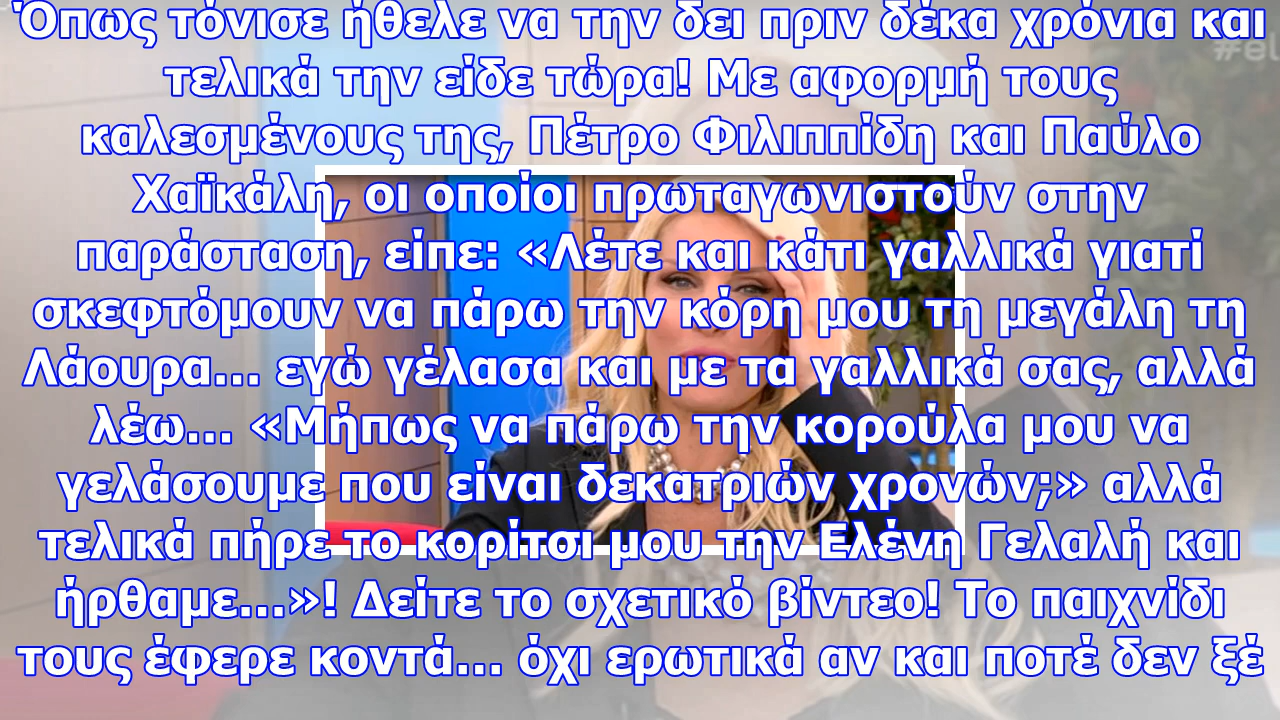 Όπως τόνισε ήθελε να την δει πριν δέκα χρόνια και
τελικά την είδε τώρα! Με αφορμή τους
καλεσμένους της, Πέτρο Φιλιππίδη και Παύλο
Χαϊκάλη, οι οποίοι πρωταγωνιστούν στην
παράσταση, είπε: «Λέτε και κάτι γαλλικά γιατί
σκεφτόμουν να πάρω την κόρη μου τη μεγάλη τη
Λάουρα... εγώ γέλασα και με τα γαλλικά σας, αλλά
λέω... «Μήπως να πάρω την κορούλα μου να
γελάσουμε που είναι δεκατριών χρονών;» αλλά
τελικά πήρε το κορίτσι μου την Ελένη Γελαλή και
ήρθαμε...»! Δείτε το σχετικό βίντεο! Το παιχνίδι
τους έφερε κοντά... όχι ερωτικά αν και ποτέ δεν ξέ